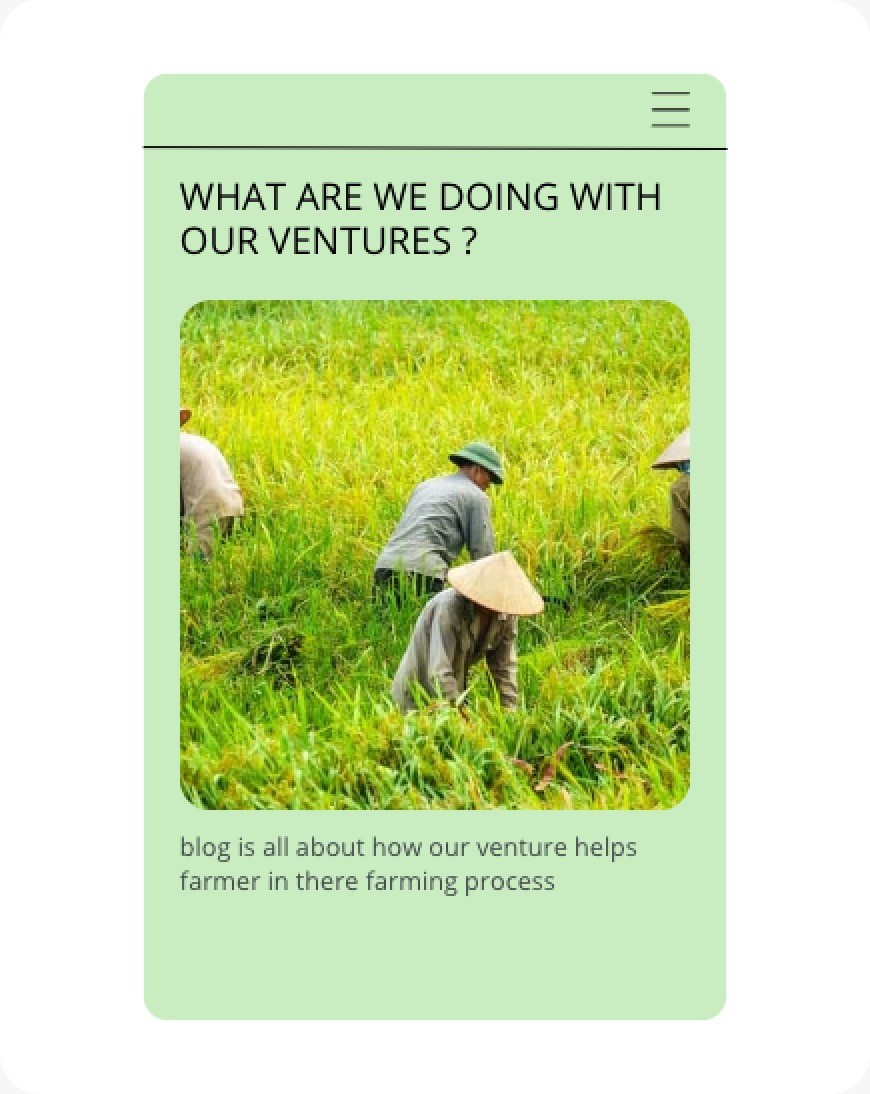 WHAT ARE WE DOING WITH
OUR VENTURES ?
blog is all about how our venture helps
farmer in there farming process